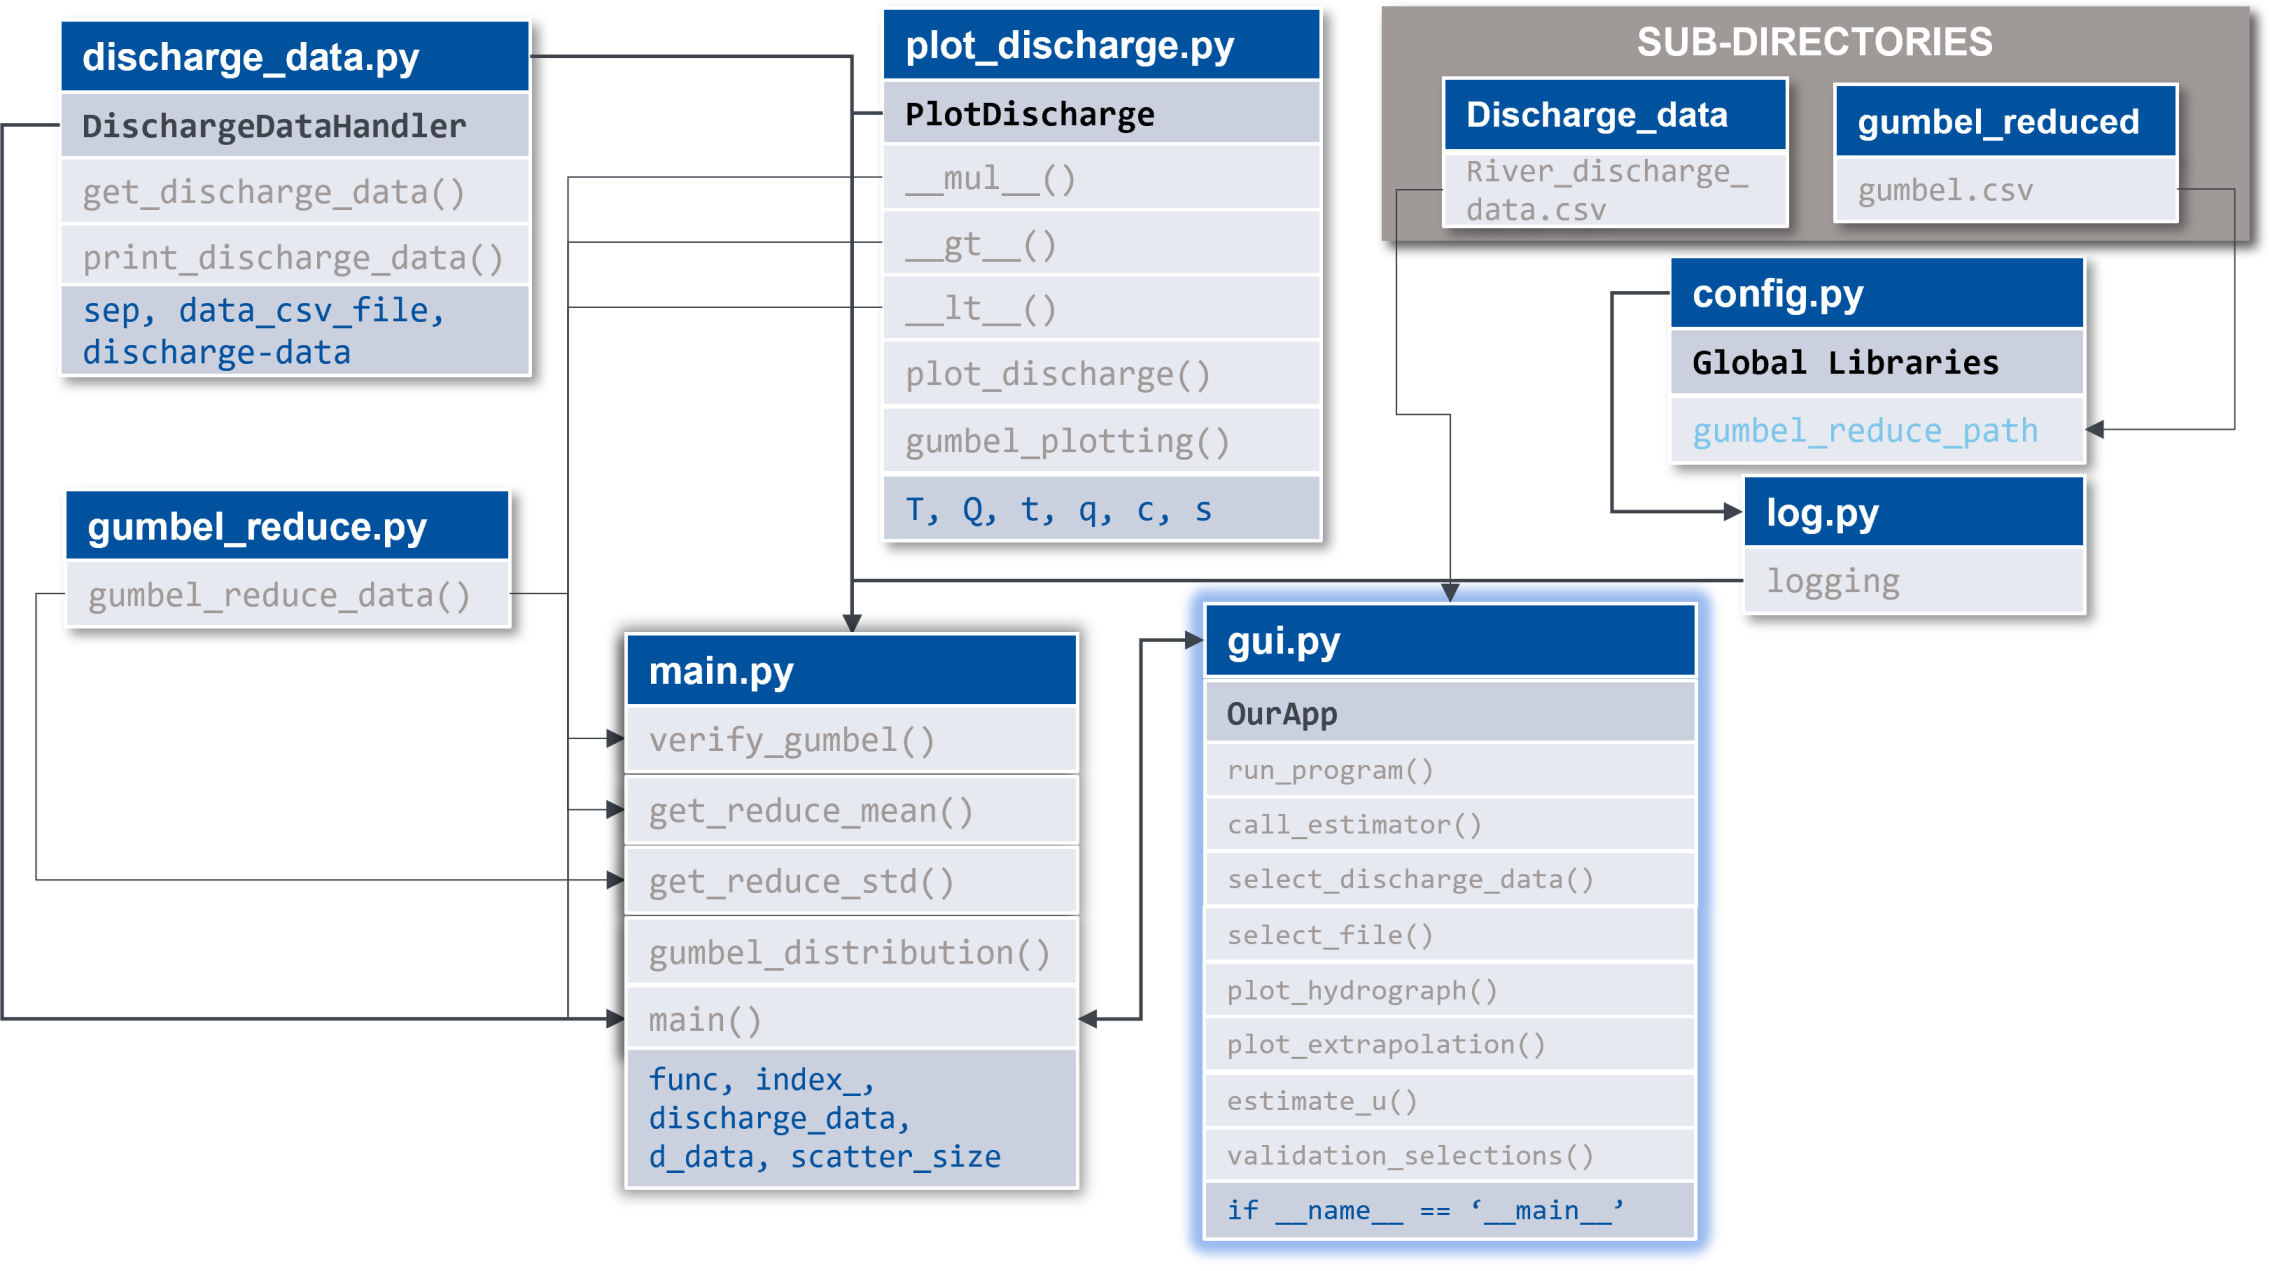 discharge_data.py
DischargeDataHandler
get_discharge_data()
print_discharge_data()
sep, data_csv_file,
discharge-data
plot_discharge.py
PlotDischarge
__mul__()
__gt__()
__lt__()
plot_discharge()
gumbel_plotting()
T, Q, t, q, c, s
SUB-DIRECTORIES
Discharge_data
River_discharge_
data.csv
gumbel_reduced
gumbel.csv
config.py
Global Libraries
gumbel_reduce_path
log.py
logging
gumbel_reduce.py
gumbel_reduce_data()
main.py
verify_gumbel()
get_reduce_mean()
get_reduce_std()
gumbel_distribution()
main()
func, index_,
discharge_data,
d_data, scatter_size
gui.py
OurApp
run_program()
call_estimator()
select_discharge_data()
select_file()
plot_hydrograph()
plot_extrapolation()
estimate_u()
validation_selections()
if __name__ == ‘__main__’